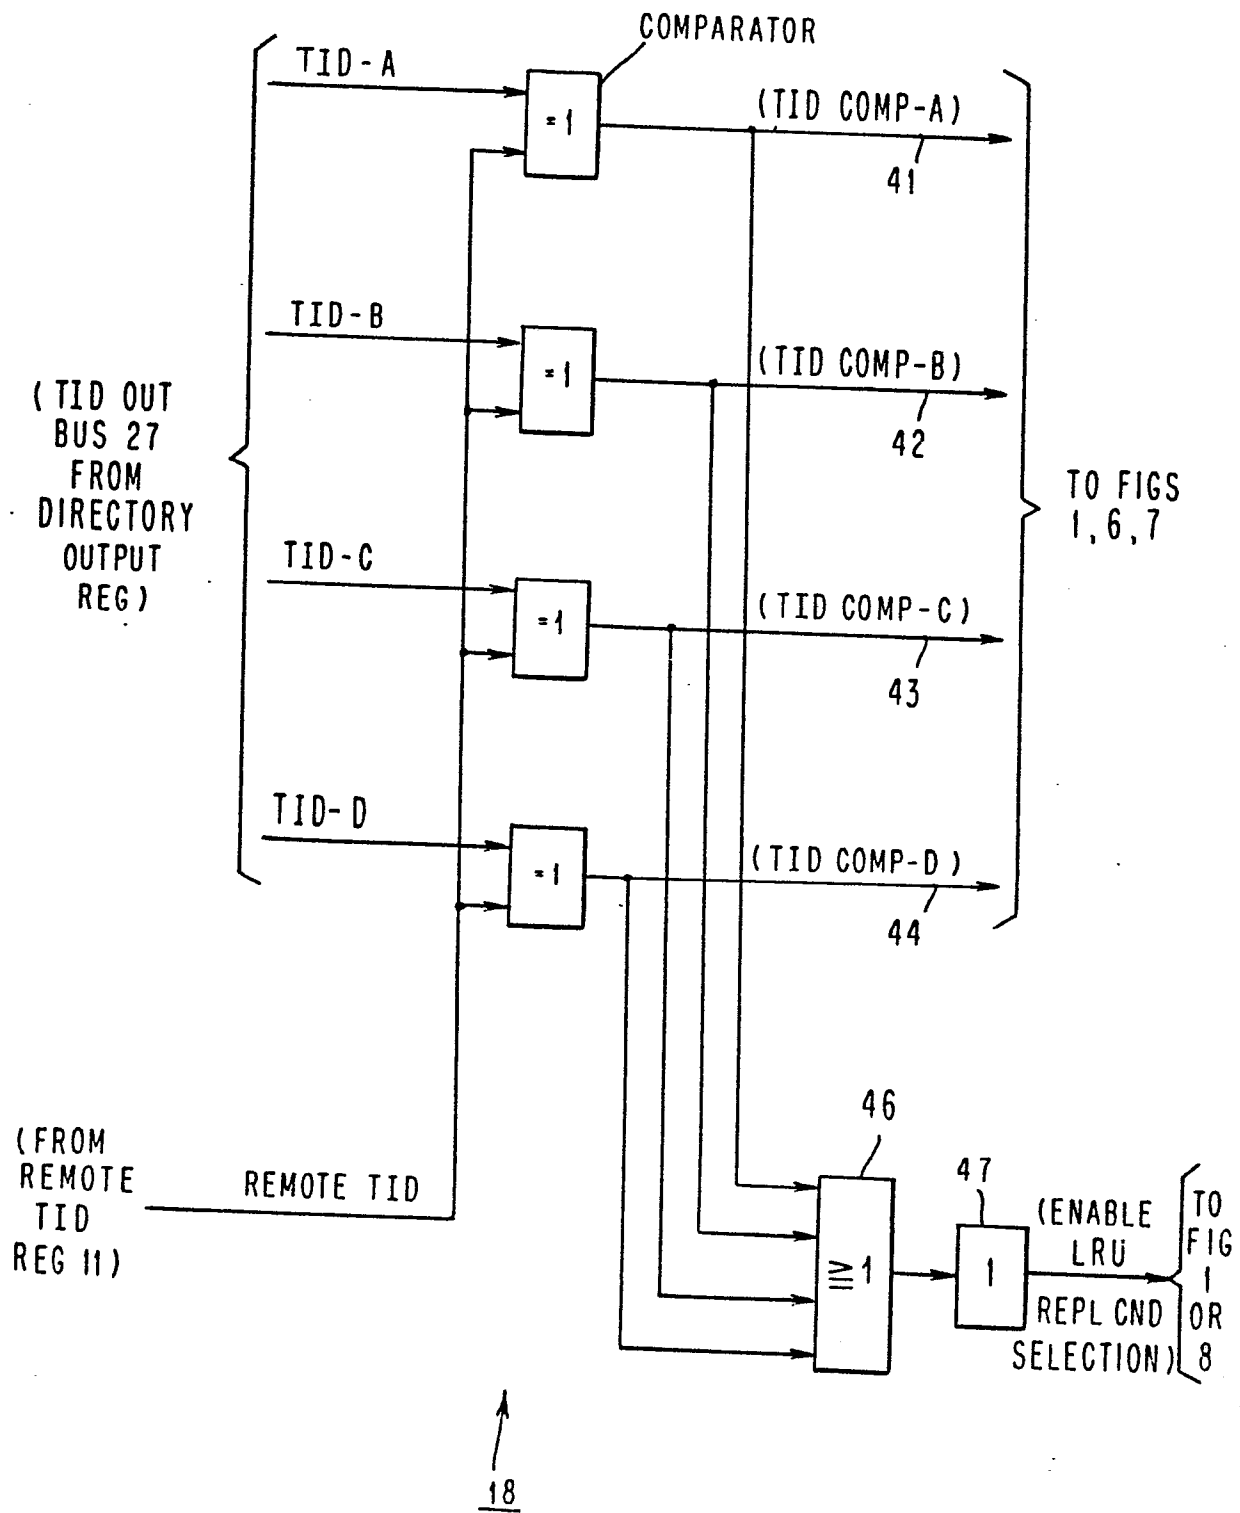 COMPARATOR
TID-A
= 1
(TID COMP-A)
41
TID-B
= 1
(TID COMP-B)
42
(TID OUT
BUS 27
FROM
DIRECTORY
OUTPUT
REG)
TO FIGS
1, 6, 7
TID-C
= 1
(TID COMP-C)
43
TID-D
= 1
(TID COMP-D)
44
46
(FROM
REMOTE
TID
REG 11)
REMOTE TID
≧ 1
47
1
(ENABLE
LRU
REPL CND
SELECTION)
TO
FIG
1
OR
8
18